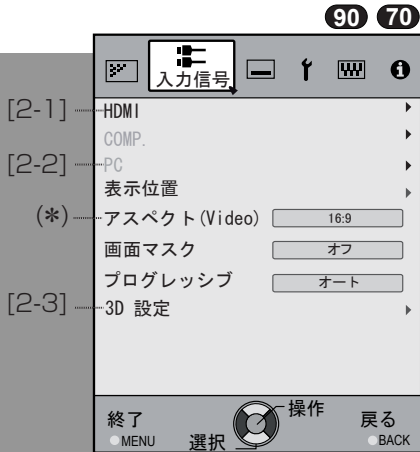 90 70
入力信号
[2-1] HDMI
COMP.
[2-2] PC
表示位置
(*) アスペクト(Video) 16:9
画面マスク オフ
プログレッシブ オート
[2-3] 3D 設定
終了 操作 戻る
MENU 選択 BACK